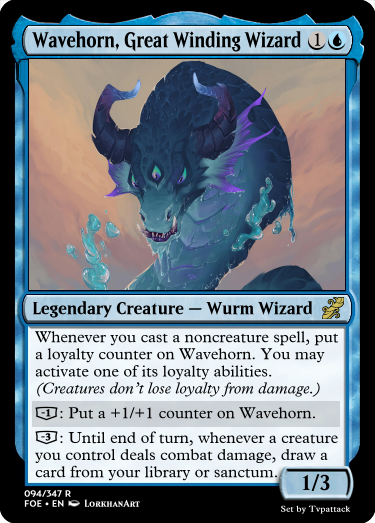 Wavehorn, Great Winding Wizard 1
Legendary Creature — Wurm Wizard
Whenever you cast a noncreature spell, put
a loyalty counter on Wavehorn. You may
activate one of its loyalty abilities.
(Creatures don't lose loyalty from damage.)
-1: Put a +1/+1 counter on Wavehorn.
-3: Until end of turn, whenever a creature
you control deals combat damage, draw a
card from your library or sanctum.
1/3
094/347 R
FOE • EN LorkhanArt
Set by Tvpattack